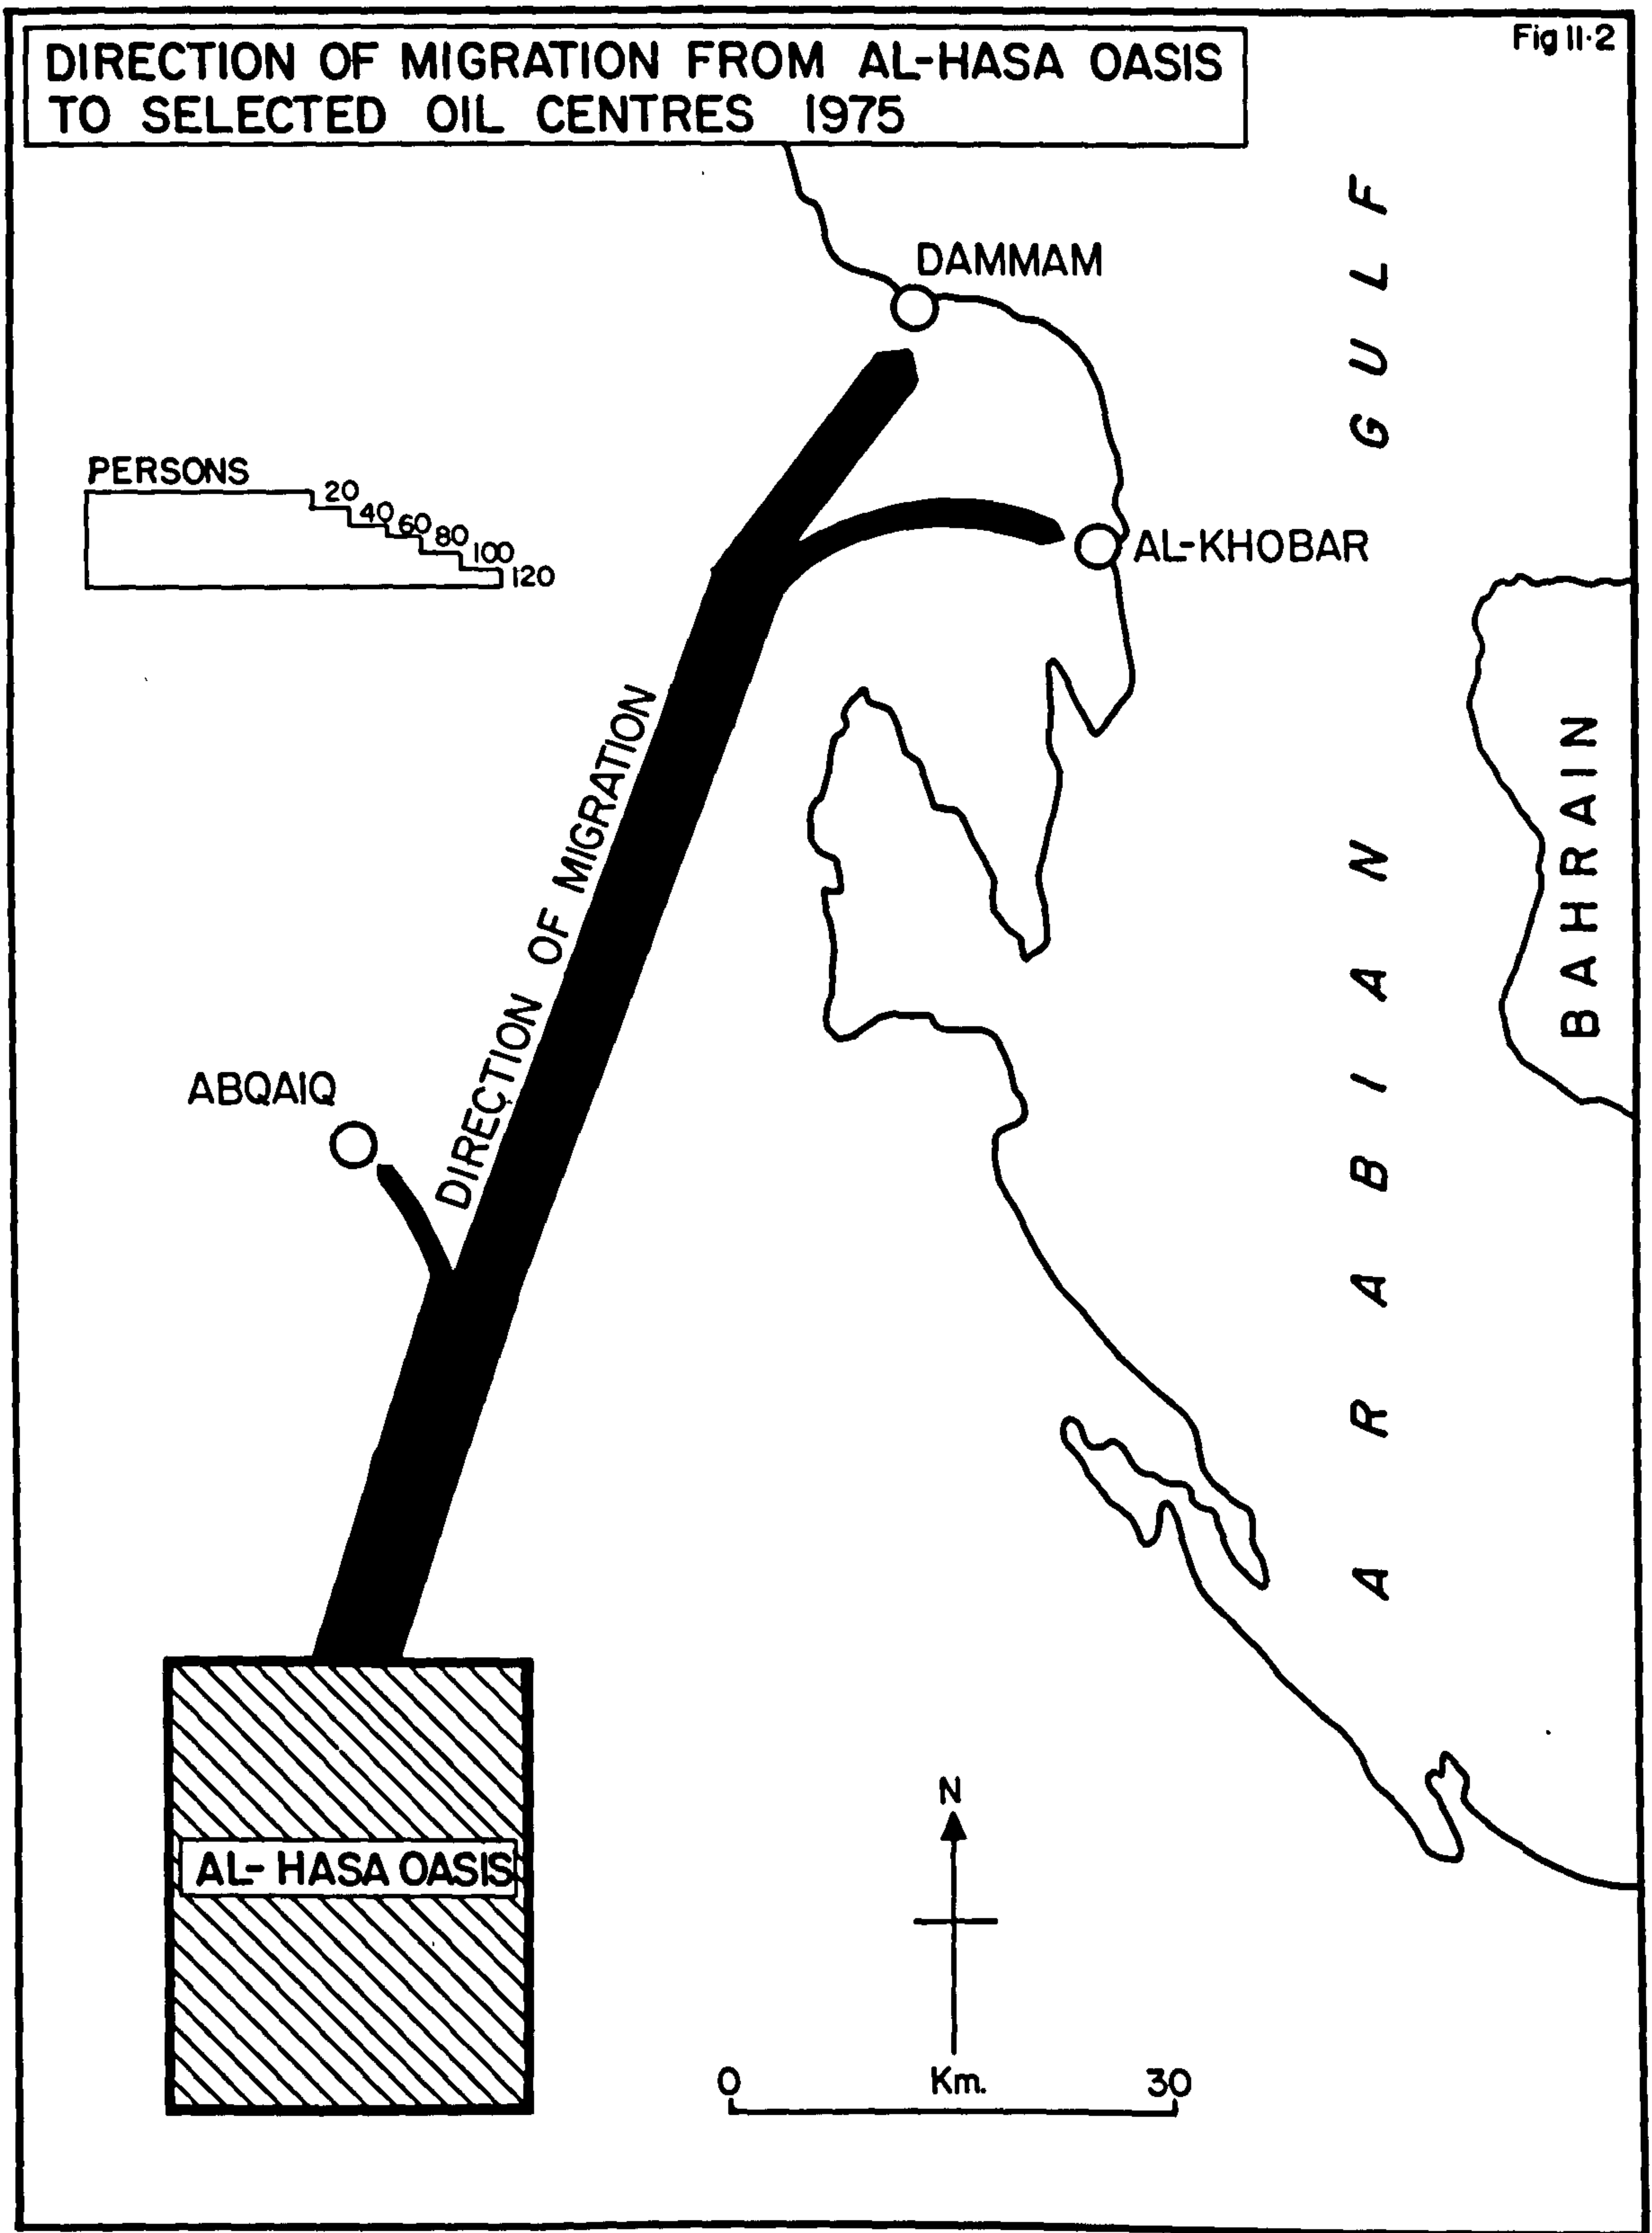 Fig 11·2
DIRECTION OF MIGRATION FROM AL-HASA OASIS
TO SELECTED OIL CENTRES 1975
DAMMAM
PERSONS
20
40
60
80
100
120
AL-KHOBAR
DIRECTION OF MIGRATION
ABQAIQ
ARABIAN GULF
BAHRAIN
AL-HASA OASIS
N
0 Km. 30